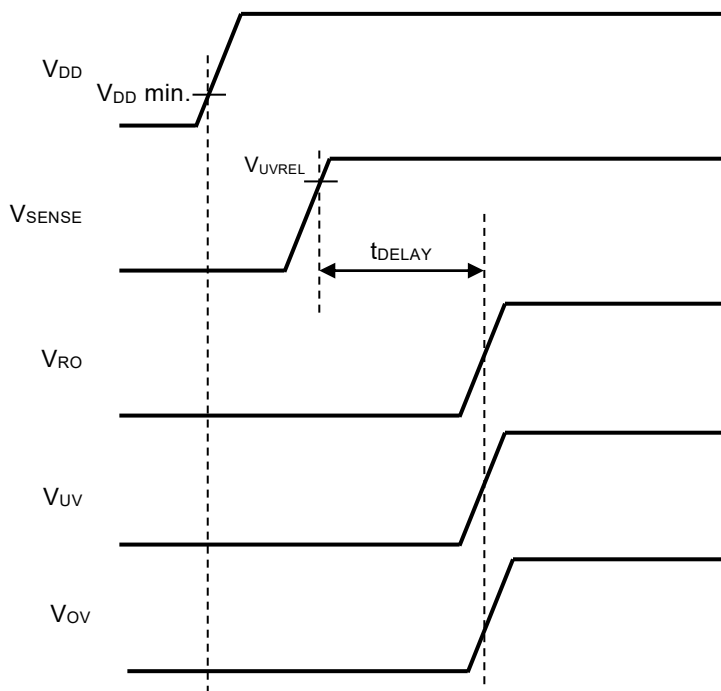 VDD
VDD min.
VUVREL
VSENSE
tDELAY
VRO
VUV
VOV